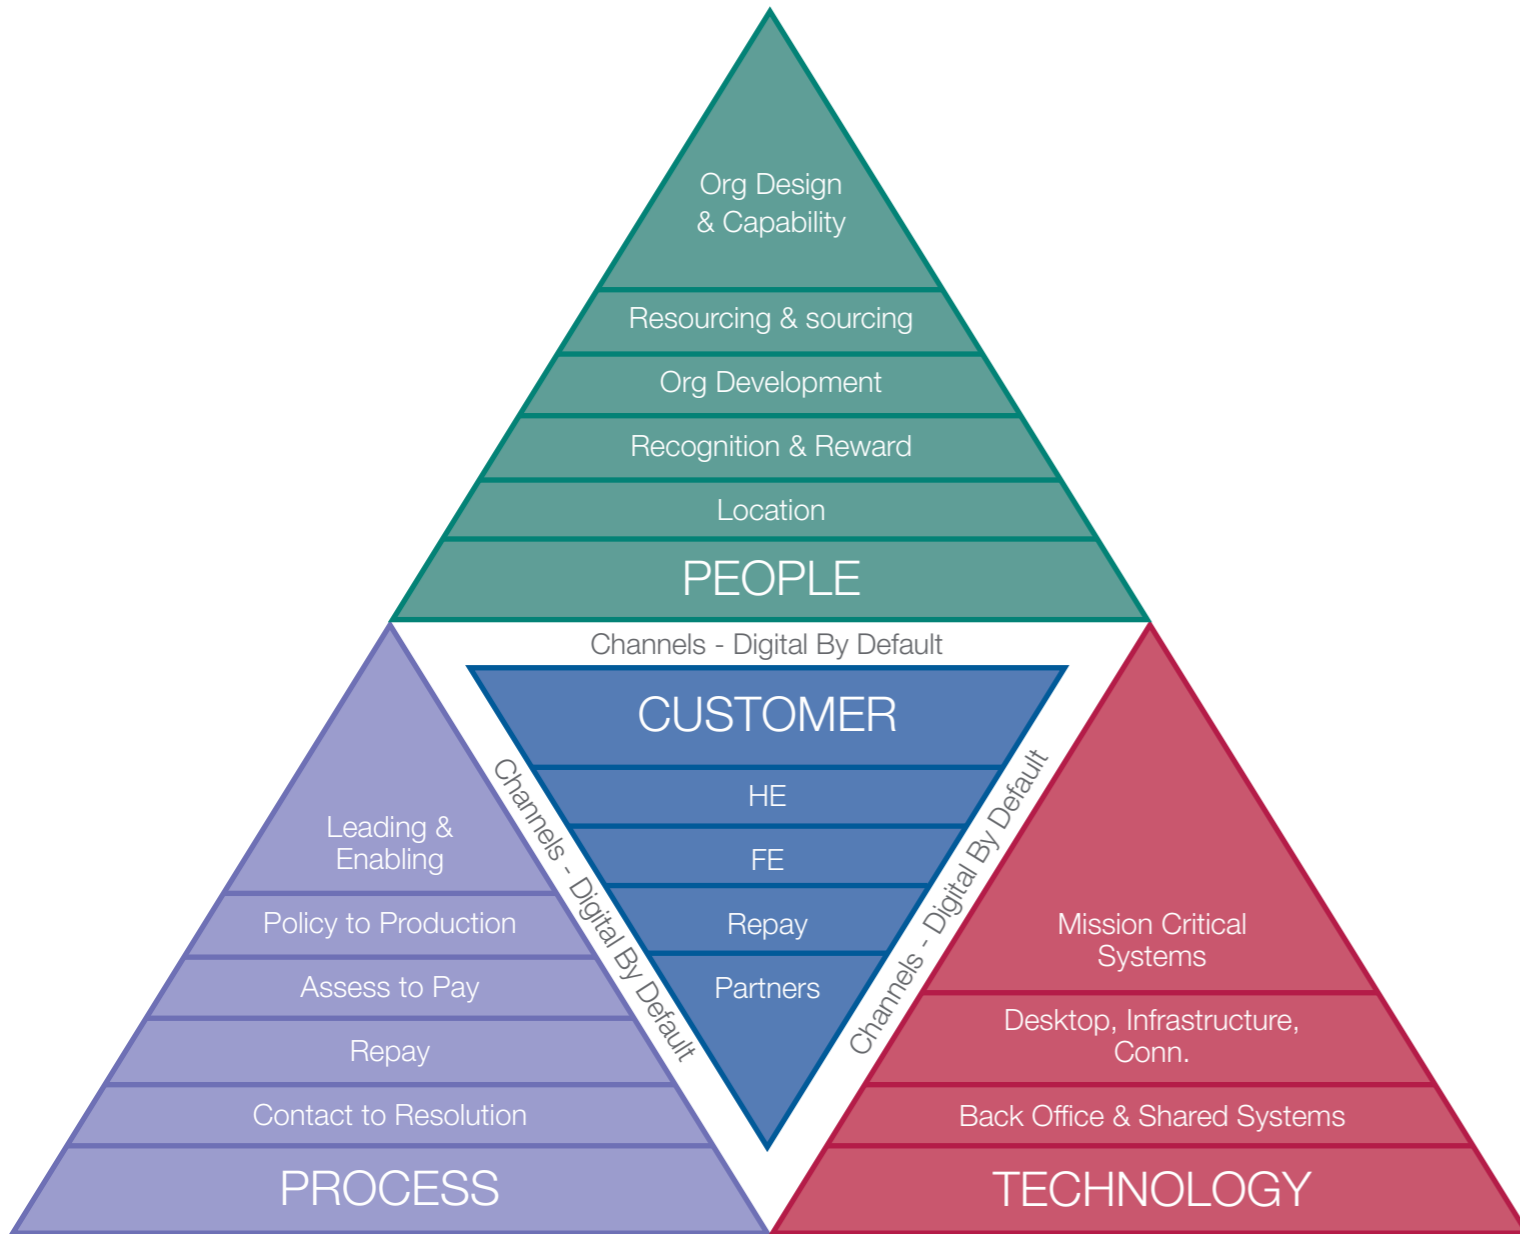 Org Design
& Capability
Resourcing & sourcing
Org Development
Recognition & Reward
Location
PEOPLE
Channels - Digital By Default
CUSTOMER
HE
FE
Repay
Partners
Channels - Digital By Default
Channels - Digital By Default
Leading &
Enabling
Policy to Production
Assess to Pay
Repay
Contact to Resolution
PROCESS
Mission Critical
Systems
Desktop, Infrastructure,
Conn.
Back Office & Shared Systems
TECHNOLOGY